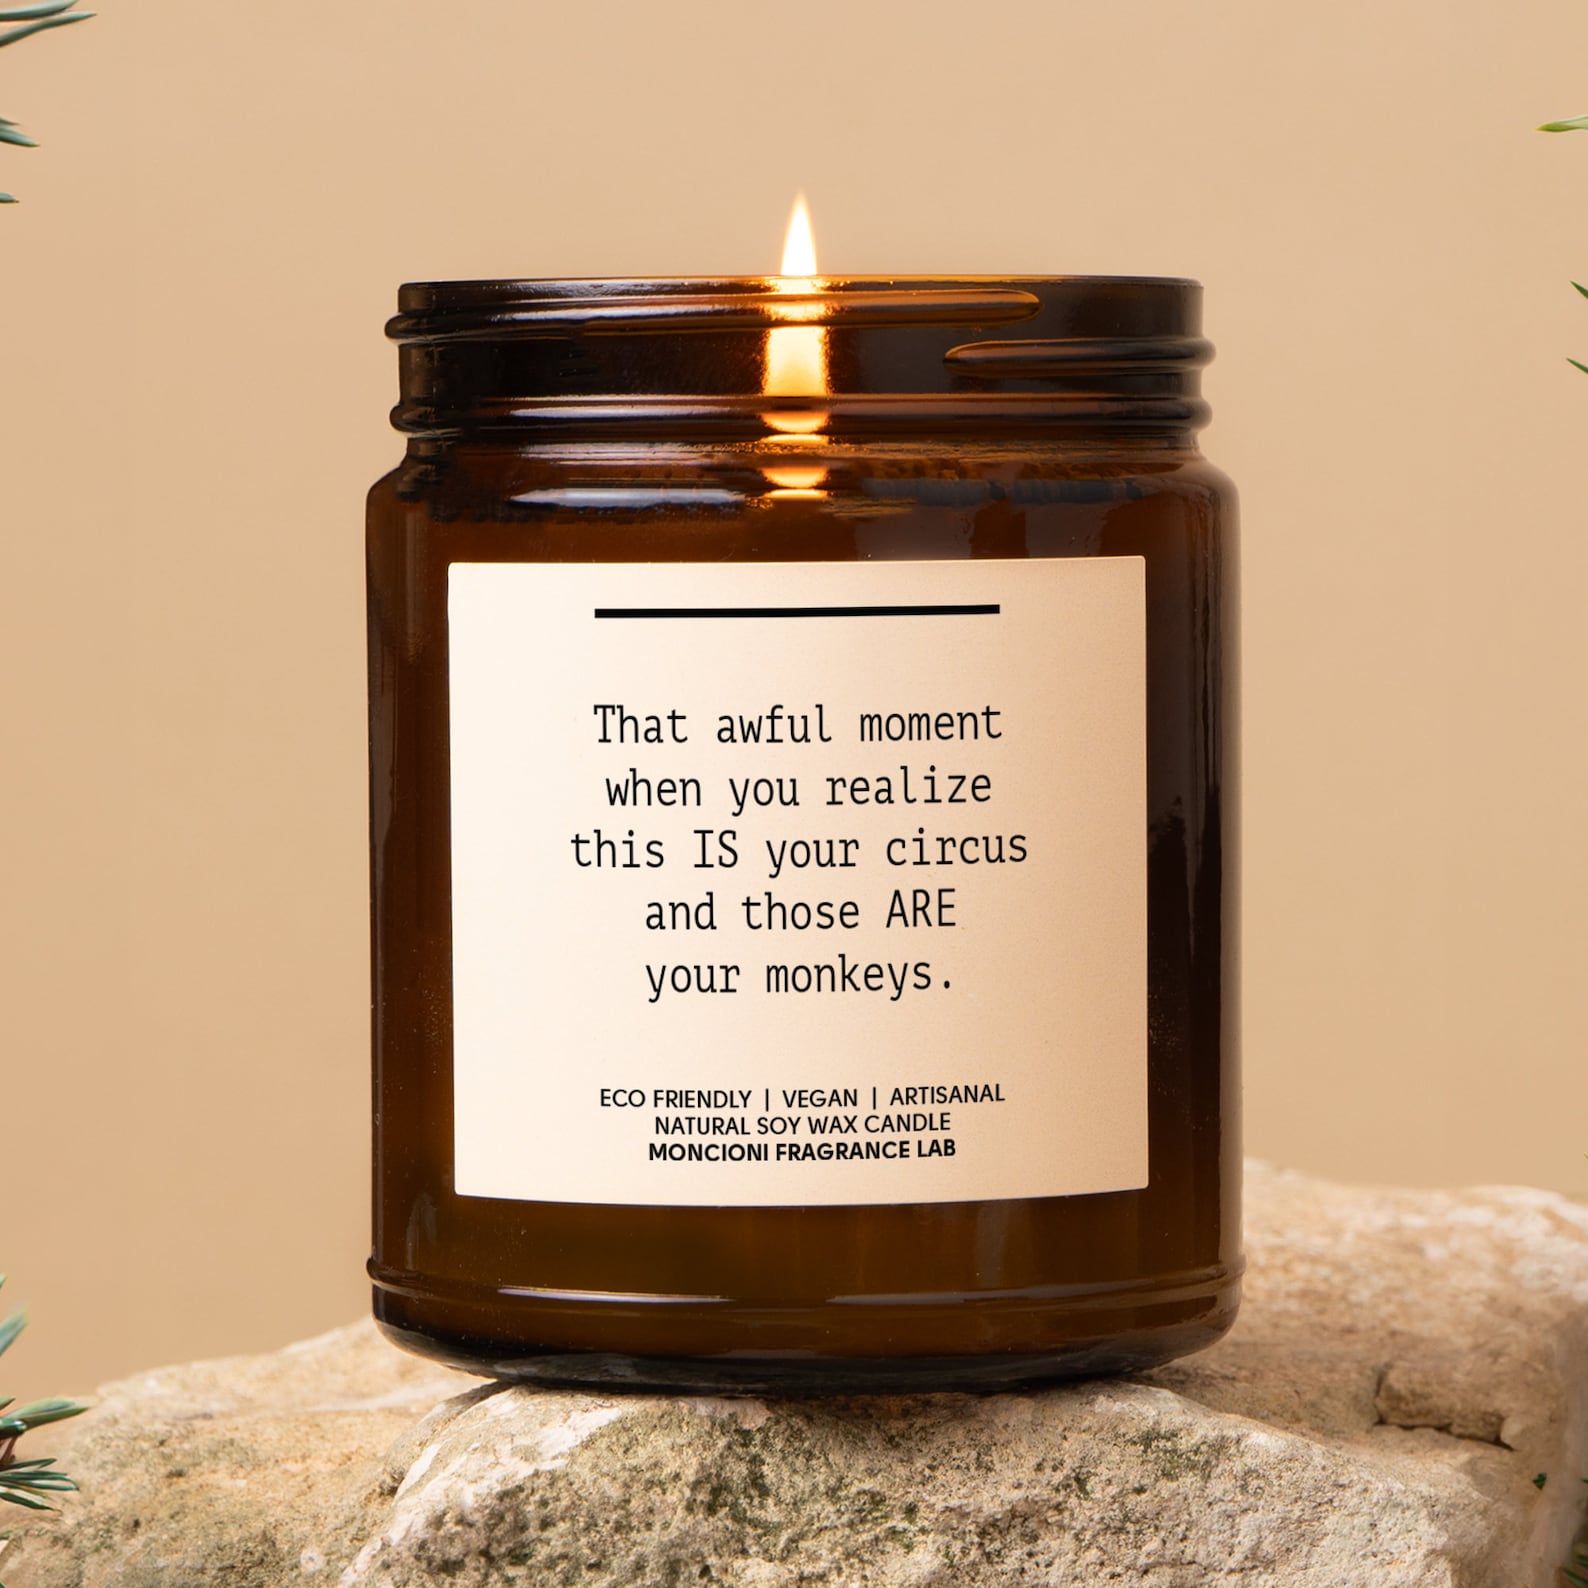 That awful moment
when you realize
this IS your circus
and those ARE
your monkeys.
ECO FRIENDLY | VEGAN | ARTISANAL
NATURAL SOY WAX CANDLE
MONCIONI FRAGRANCE LAB